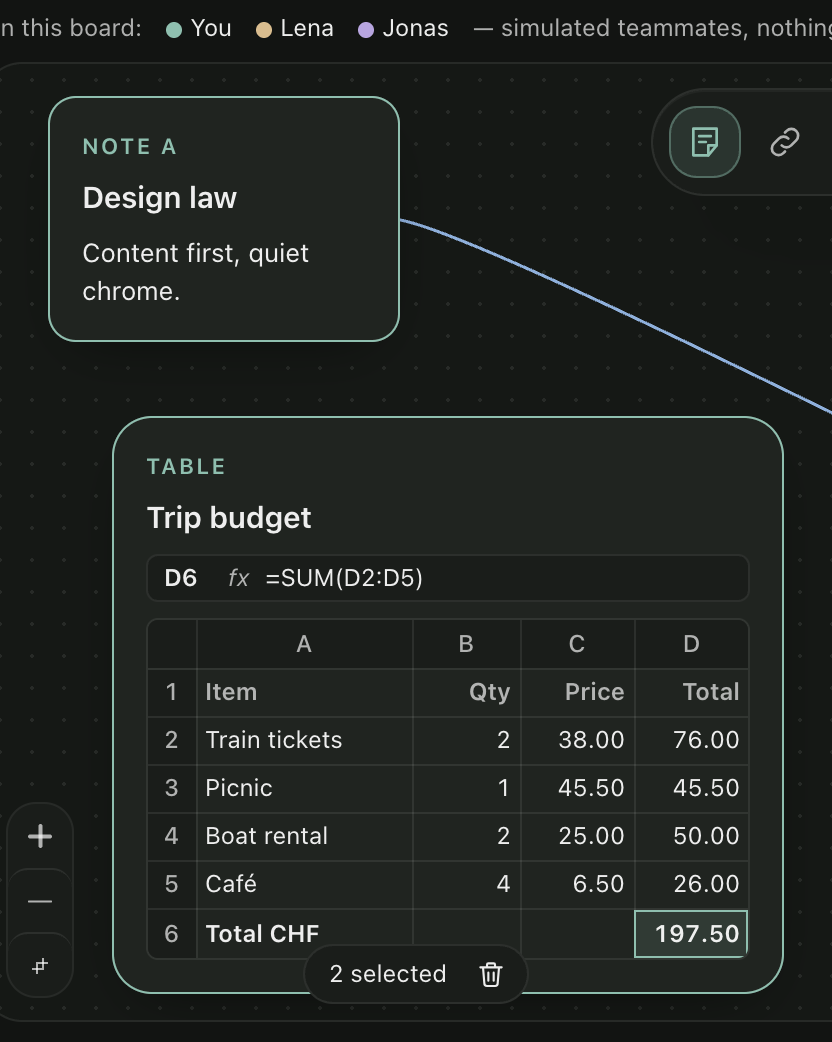 n this board: You Lena Jonas — simulated teammates, nothing
NOTE A
Design law
Content first, quiet
chrome.
TABLE
Trip budget
D6 fx =SUM(D2:D5)
A B C D
1 Item Qty Price Total
2 Train tickets 2 38.00 76.00
3 Picnic 1 45.50 45.50
4 Boat rental 2 25.00 50.00
5 Café 4 6.50 26.00
6 Total CHF 197.50
2 selected